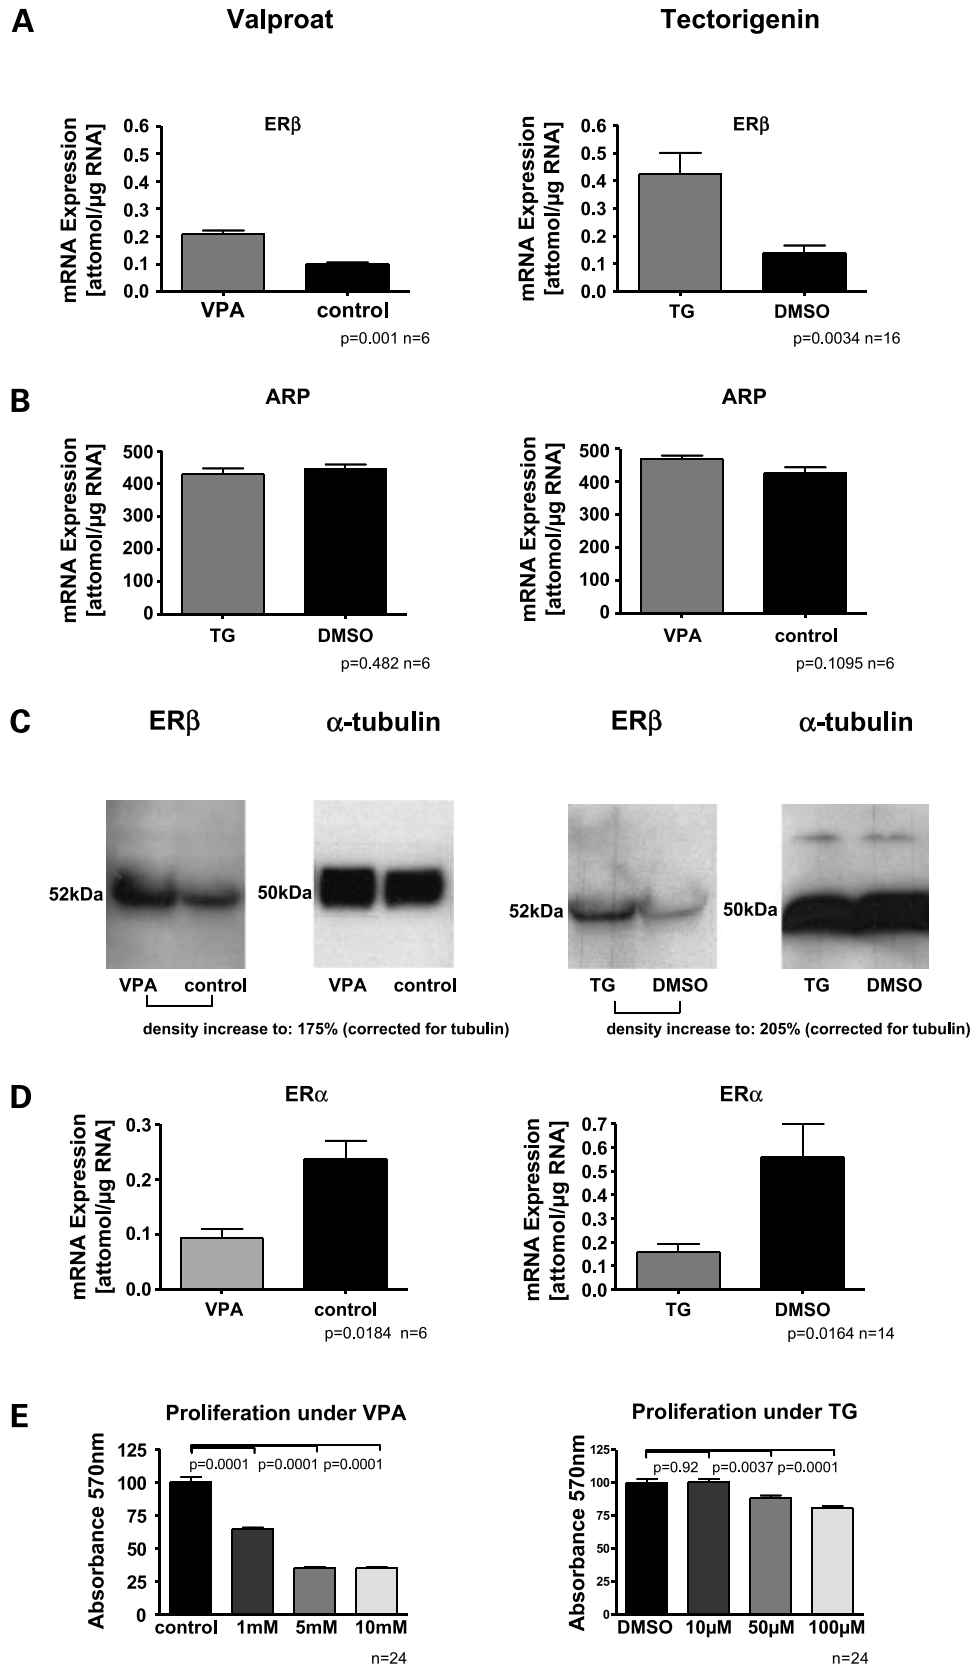 A
Valproat
Tectorigenin
ERβ
mRNA Expression
[attomol/µg RNA]
0.6
0.5
0.4
0.3
0.2
0.1
0.0
VPA
control
p=0.001 n=6
ERβ
mRNA Expression
[attomol/µg RNA]
0.6
0.5
0.4
0.3
0.2
0.1
0.0
TG
DMSO
p=0.0034 n=16
B
ARP
mRNA Expression
[attomol/µg RNA]
500
400
300
200
100
0
TG
DMSO
p=0.482 n=6
ARP
mRNA Expression
[attomol/µg RNA]
500
400
300
200
100
0
VPA
control
p=0.1095 n=6
C
ERβ
α-tubulin
ERβ
α-tubulin
52kDa
50kDa
52kDa
50kDa
VPA control
VPA control
TG DMSO
TG DMSO
density increase to: 175% (corrected for tubulin)
density increase to: 205% (corrected for tubulin)
D
ERα
mRNA Expression
[attomol/µg RNA]
0.3
0.2
0.1
0.0
VPA
control
p=0.0184 n=6
ERα
mRNA Expression
[attomol/µg RNA]
0.7
0.6
0.5
0.4
0.3
0.2
0.1
0.0
TG
DMSO
p=0.0164 n=14
E
Proliferation under VPA
Absorbance 570nm
125
100
75
50
25
0
p=0.0001 p=0.0001 p=0.0001
control 1mM 5mM 10mM
n=24
Proliferation under TG
Absorbance 570nm
125
100
75
50
25
0
p=0.92 p=0.0037 p=0.0001
DMSO 10µM 50µM 100µM
n=24